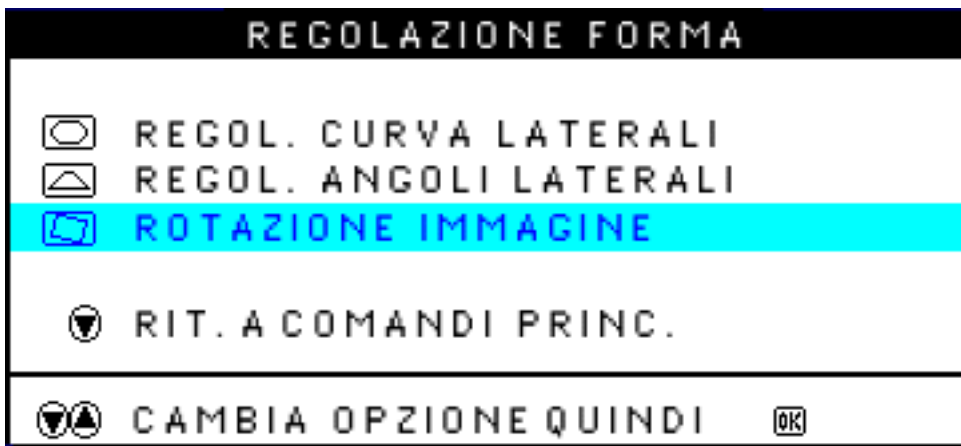 REGOLAZIONE FORMA
REGOL. CURVA LATERALI
REGOL. ANGOLI LATERALI
ROTAZIONE IMMAGINE
RIT. A COMANDI PRINC.
CAMBIA OPZIONE QUINDI OK